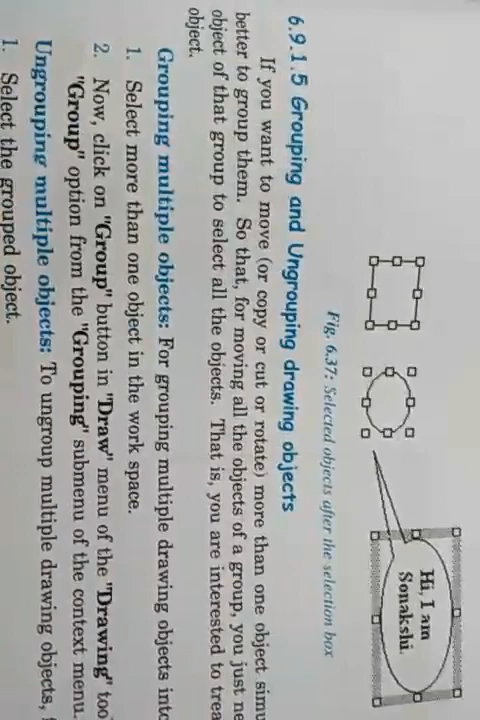 Hi, I am
Sonakshi
Fig. 6.37: Selected objects after the selection box
6.9.1.5 Grouping and Ungrouping drawing objects
If you want to move (or copy or cut or rotate) more than one object simu
better to group them. So that, for moving all the objects of a group, you just ne
object of that group to select all the objects. That is, you are interested to trea
object.
Grouping multiple objects: For grouping multiple drawing objects into
1. Select more than one object in the work space.
2. Now, click on "Group" button in "Draw" menu of the "Drawing" too
"Group" option from the "Grouping" submenu of the context menu.
Ungrouping multiple objects: To ungroup multiple drawing objects,
1. Select the grouped object.